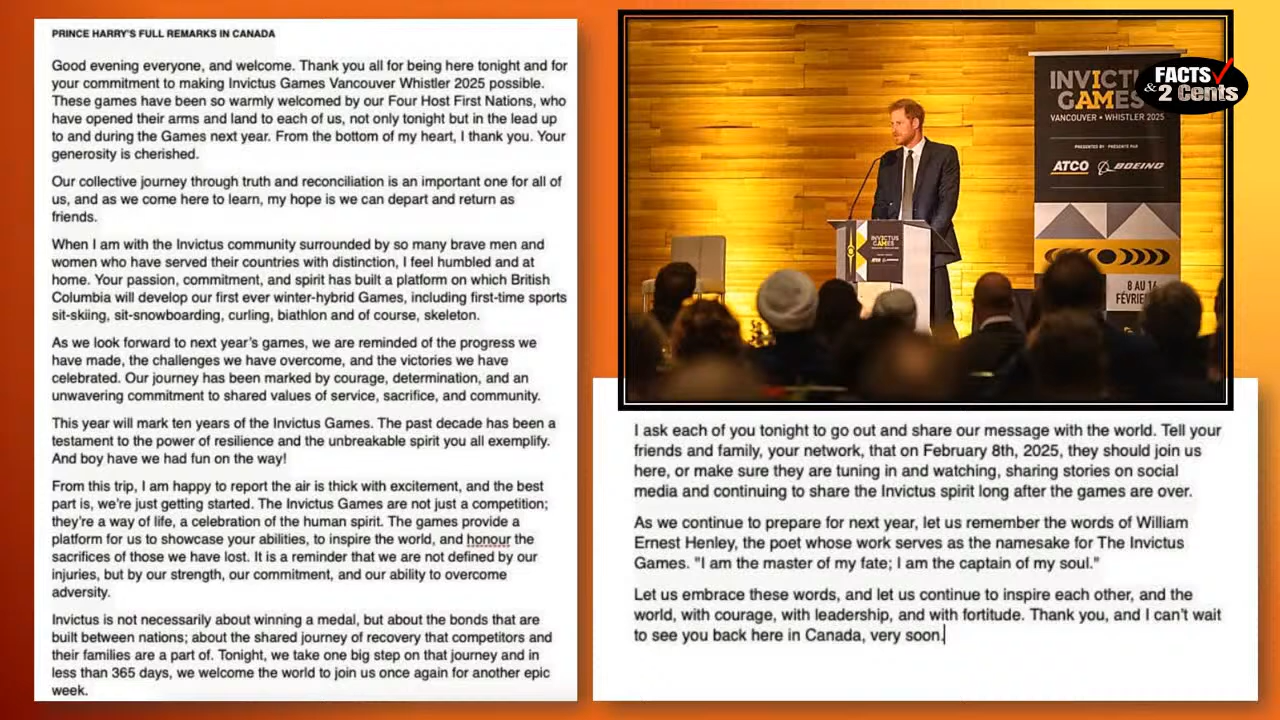 PRINCE HARRY'S FULL REMARKS IN CANADA
Good evening everyone, and welcome. Thank you all for being here tonight and for
your commitment to making Invictus Games Vancouver Whistler 2025 possible.
These games have been so warmly welcomed by our Four Host First Nations, who
have opened their arms and land to each of us, not only tonight but in the lead up
to and during the Games next year. From the bottom of my heart, I thank you. Your
generosity is cherished.
Our collective journey through truth and reconciliation is an important one for all of
us, and as we come here to learn, my hope is we can depart and return as
friends.
When I am with the Invictus community surrounded by so many brave men and
women who have served their countries with distinction, I feel humbled and at
home. Your passion, commitment, and spirit has built a platform on which British
Columbia will develop our first ever winter-hybrid Games, including first-time sports
sit-skiing, sit-snowboarding, curling, biathlon and of course, skeleton.
As we look forward to next year's games, we are reminded of the progress we
have made, the challenges we have overcome, and the victories we have
celebrated. Our journey has been marked by courage, determination, and an
unwavering commitment to shared values of service, sacrifice, and community.
This year will mark ten years of the Invictus Games. The past decade has been a
testament to the power of resilience and the unbreakable spirit you all exemplify.
And boy have we had fun on the way!
From this trip, I am happy to report the air is thick with excitement, and the best
part is, we're just getting started. The Invictus Games are not just a competition;
they're a way of life, a celebration of the human spirit. The games provide a
platform for us to showcase your abilities, to inspire the world, and honour the
sacrifices of those we have lost. It is a reminder that we are not defined by our
injuries, but by our strength, our commitment, and our ability to overcome
adversity.
Invictus is not necessarily about winning a medal, but about the bonds that are
built between nations; about the shared journey of recovery that competitors and
their families are a part of. Tonight, we take one big step on that journey and in
less than 365 days, we welcome the world to join us once again for another epic
week.
INVICTUS
GAMES
VANCOUVER • WHISTLER 2025
PRESENTED BY PRÉSENTÉ PAR
ATCO BOEING
8 AU 16
FÉVRIE
INVICTUS
GAMES
ATCO
FACTS
& 2 Cents
I ask each of you tonight to go out and share our message with the world. Tell your
friends and family, your network, that on February 8th, 2025, they should join us
here, or make sure they are tuning in and watching, sharing stories on social
media and continuing to share the Invictus spirit long after the games are over.
As we continue to prepare for next year, let us remember the words of William
Ernest Henley, the poet whose work serves as the namesake for The Invictus
Games. "I am the master of my fate; I am the captain of my soul."
Let us embrace these words, and let us continue to inspire each other, and the
world, with courage, with leadership, and with fortitude. Thank you, and I can't wait
to see you back here in Canada, very soon.